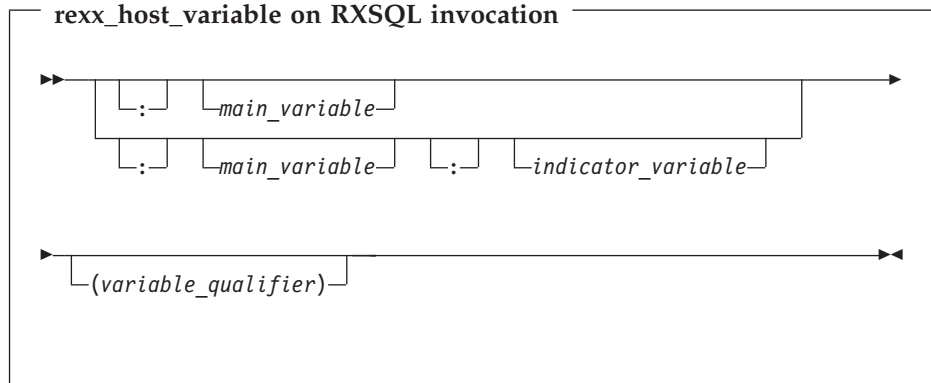 rexx_host_variable on RXSQL invocation
: main_variable
: main_variable : indicator_variable
(variable_qualifier)